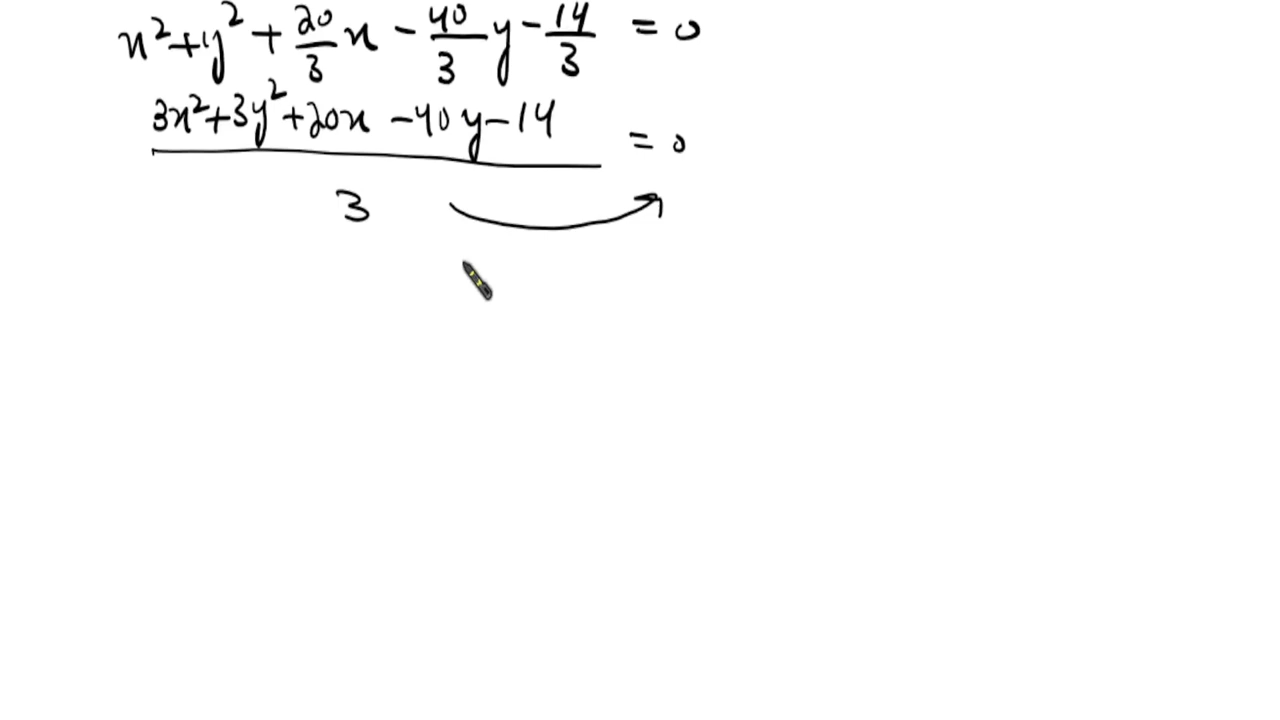 x² + y² + 20/3 x - 40/3 y - 14/3 = 0
3x² + 3y² + 20x - 40y - 14 / 3 = 0